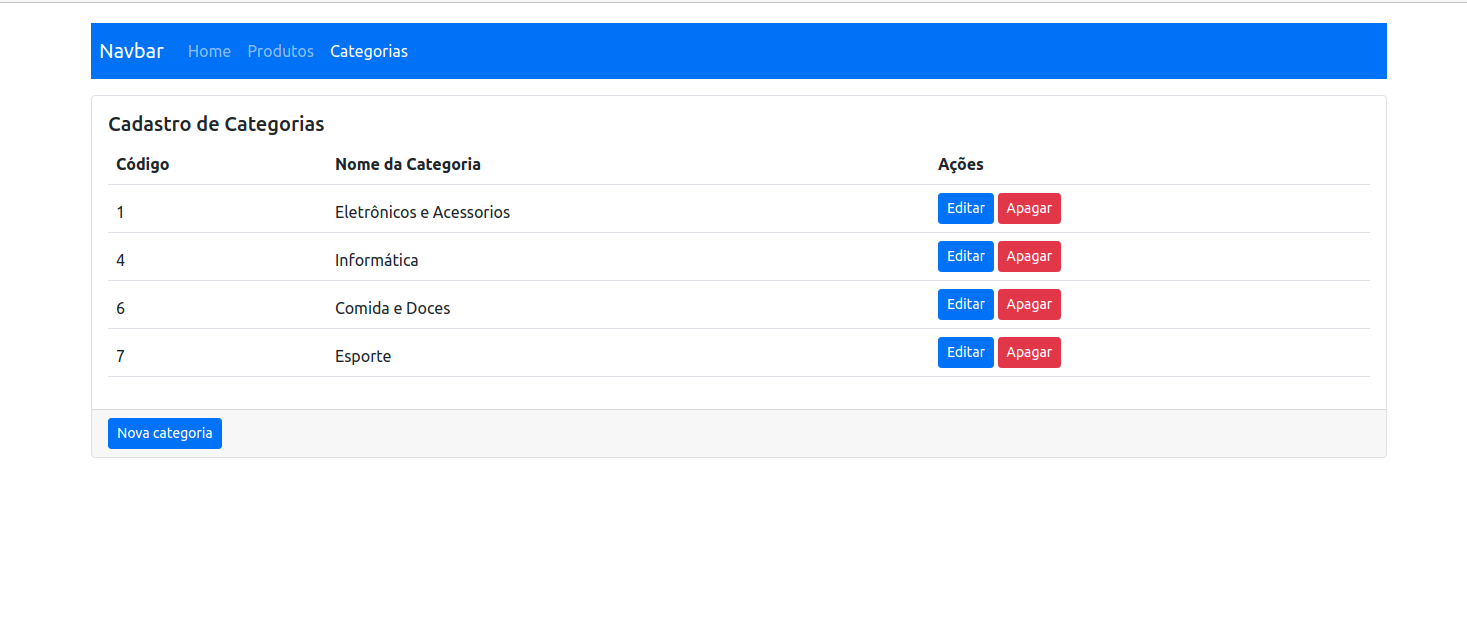 Navbar Home Produtos Categorias
Cadastro de Categorias
Código Nome da Categoria Ações
1 Eletrônicos e Acessorios Editar Apagar
4 Informática Editar Apagar
6 Comida e Doces Editar Apagar
7 Esporte Editar Apagar
Nova categoria